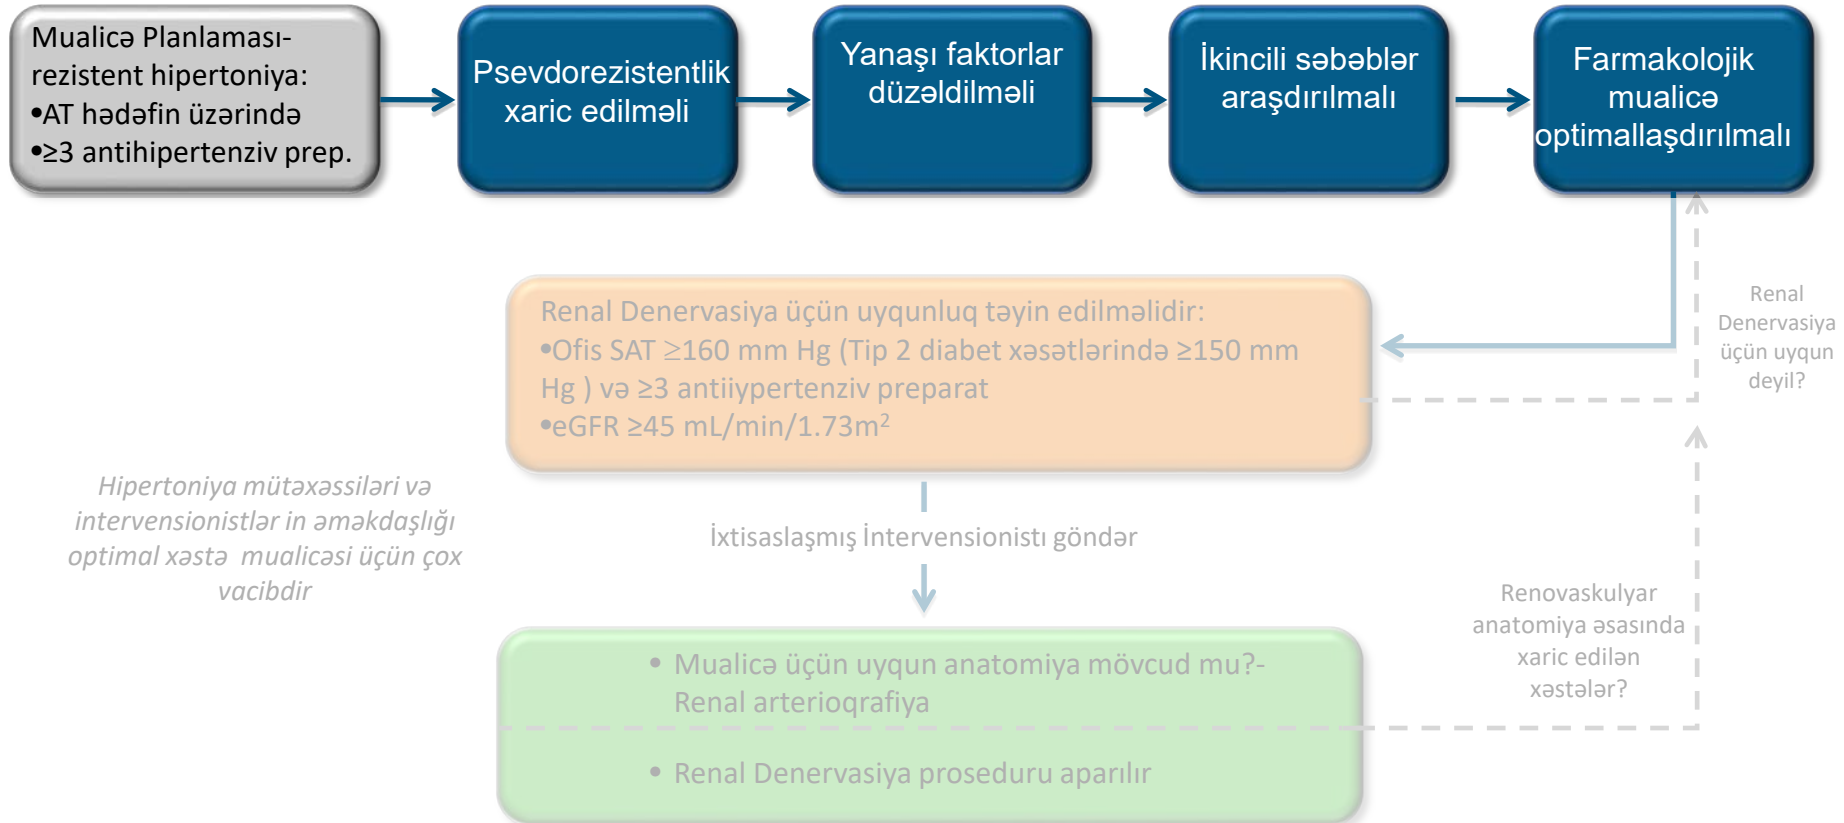 Mualicə Planlaması-
rezistent hipertoniya:
•AT hədəfin üzərində
•≥3 antihipertenziv prep.
Psevdorezistentlik
xaric edilməli
Yanaşı faktorlar
düzəldilməli
İkincili səbəblər
araşdırılmalı
Farmakolojik
mualicə
optimallaşdırılmalı
Renal Denervasiya üçün uyqunluq təyin edilməlidir:
•Ofis SAT ≥160 mm Hg (Tip 2 diabet xəsətlərində ≥150 mm
Hg ) və ≥3 antiiypertenziv preparat
•eGFR ≥45 mL/min/1.73m²
Renal
Denervasiya
üçün uyqun
deyil?
Hipertoniya mütəxəssiləri və
intervensionistlər in əməkdaşlığı
optimal xəstə mualicəsi üçün çox
vacibdir
İxtisaslaşmış İntervensionistı göndər
Renovaskulyar
anatomiya əsasında
xaric edilən
xəstələr?
• Mualicə üçün uyqun anatomiya mövcud mu?-
Renal arterioqrafiya
• Renal Denervasiya proseduru aparılır